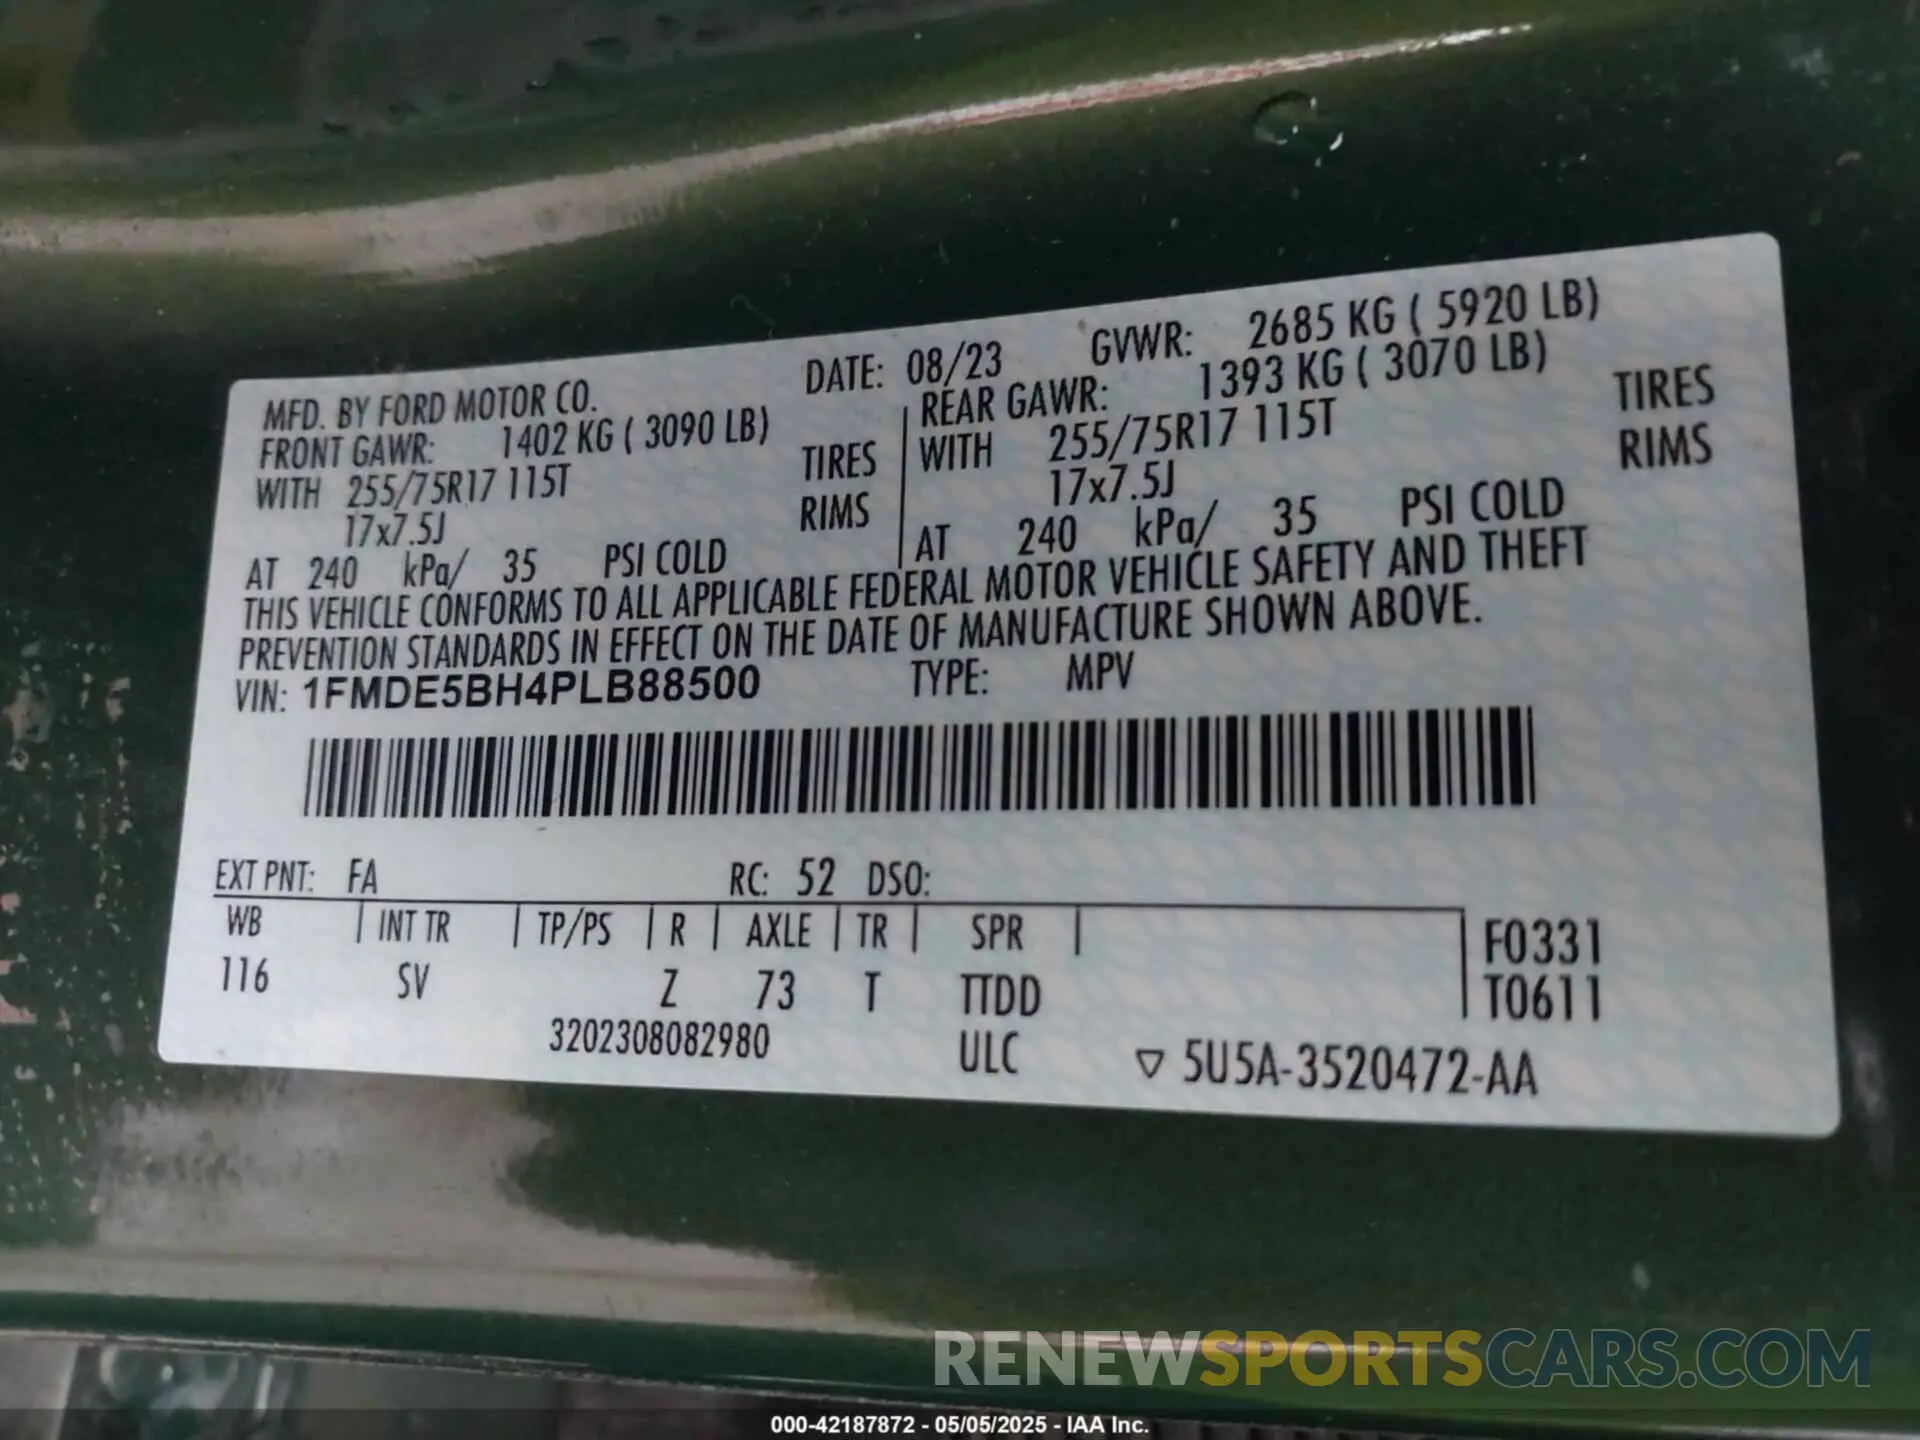 MFD. BY FORD MOTOR CO. DATE: 08/23 GVWR: 2685 KG ( 5920 LB)
FRONT GAWR: 1402 KG ( 3090 LB)
WITH 255/75R17 115T TIRES
17x7.5J RIMS
AT 240 kPa/ 35 PSI COLD
REAR GAWR: 1393 KG ( 3070 LB)
WITH 255/75R17 115T TIRES
17x7.5J RIMS
AT 240 kPa/ 35 PSI COLD
THIS VEHICLE CONFORMS TO ALL APPLICABLE FEDERAL MOTOR VEHICLE SAFETY AND THEFT
PREVENTION STANDARDS IN EFFECT ON THE DATE OF MANUFACTURE SHOWN ABOVE.
VIN: 1FMDE5BH4PLB88500 TYPE: MPV
EXT PNT: FA RC: 52 DSO:
WB INT TR TP/PS R AXLE TR SPR F0331
116 SV Z 73 T TTDD T0611
3202308082980 ULC ▽ 5U5A-3520472-AA
RENEWSPORTSCARS.COM
000-42187872 - 05/05/2025 - IAA Inc.